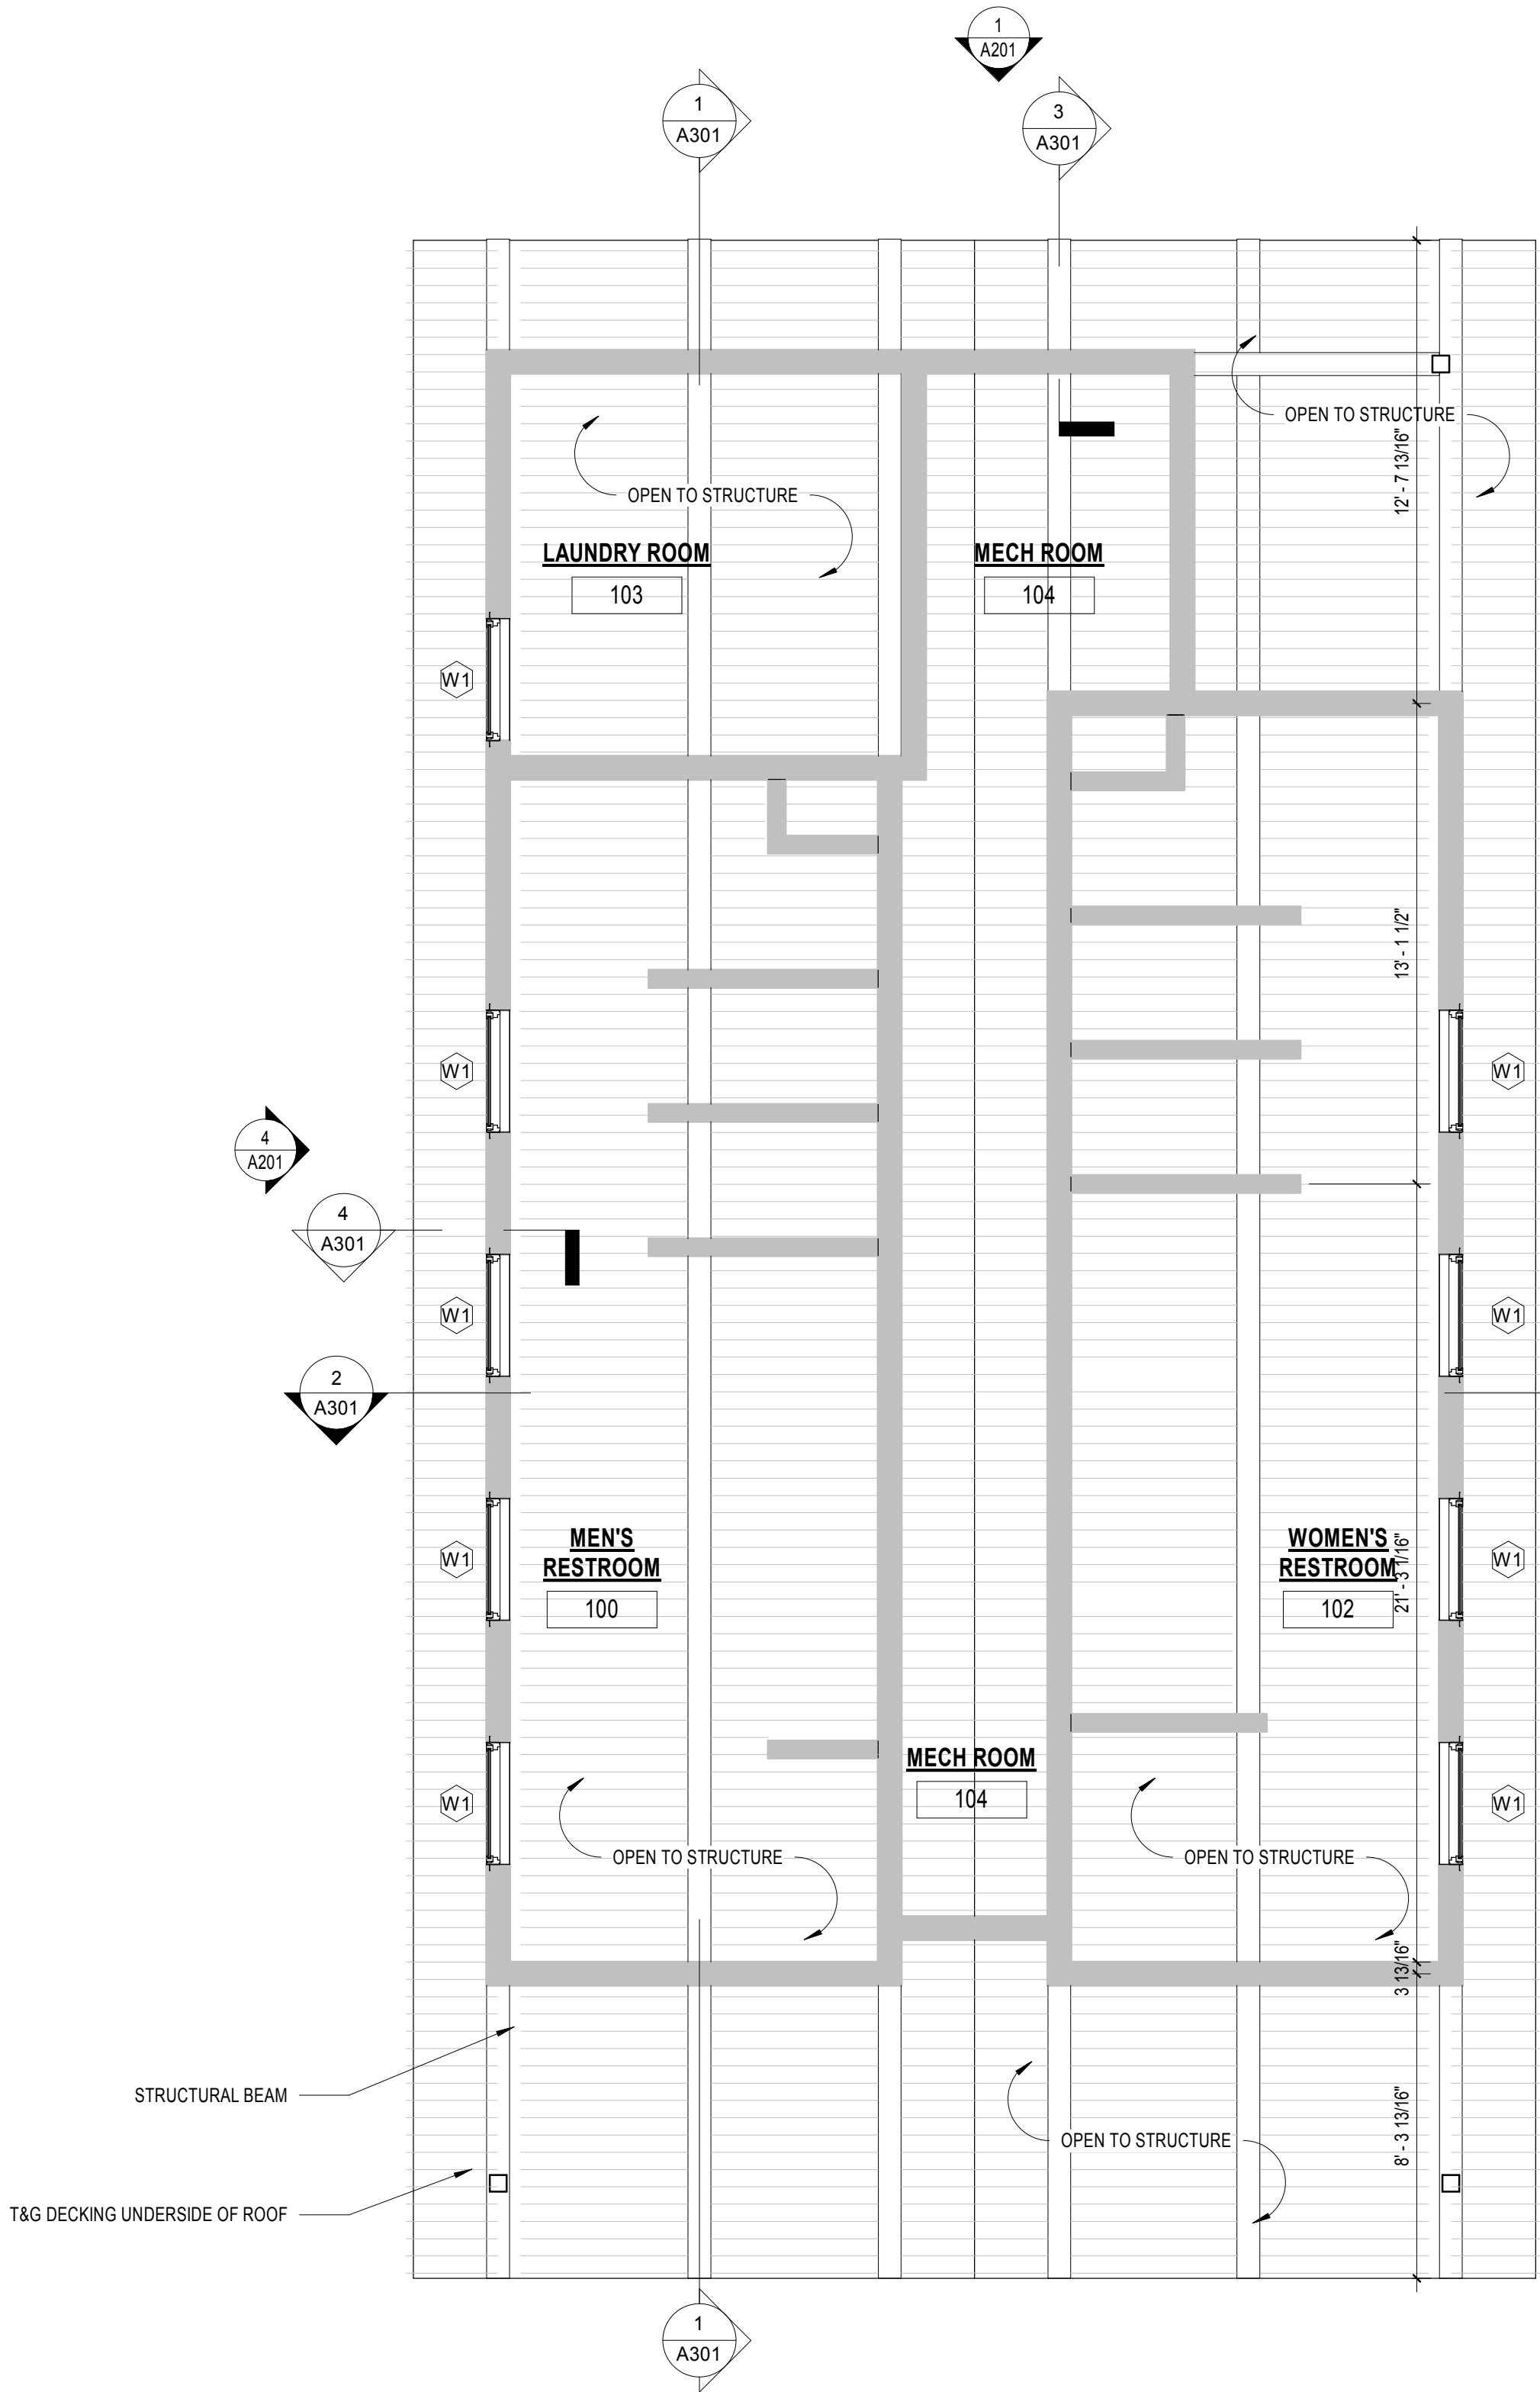 1
A201
1
A301
3
A301
OPEN TO STRUCTURE
12' - 7 13/16"
OPEN TO STRUCTURE
LAUNDRY ROOM
103
MECH ROOM
104
W1
13' - 1 1/2"
W1
W1
4
A201
4
A301
W1
W1
2
A301
MEN'S
RESTROOM
100
WOMEN'S
RESTROOM
102
21' - 3 1/16"
W1
W1
MECH ROOM
104
W1
W1
OPEN TO STRUCTURE
OPEN TO STRUCTURE
3 13/16"
STRUCTURAL BEAM
8' - 3 13/16"
OPEN TO STRUCTURE
T&G DECKING UNDERSIDE OF ROOF
1
A301